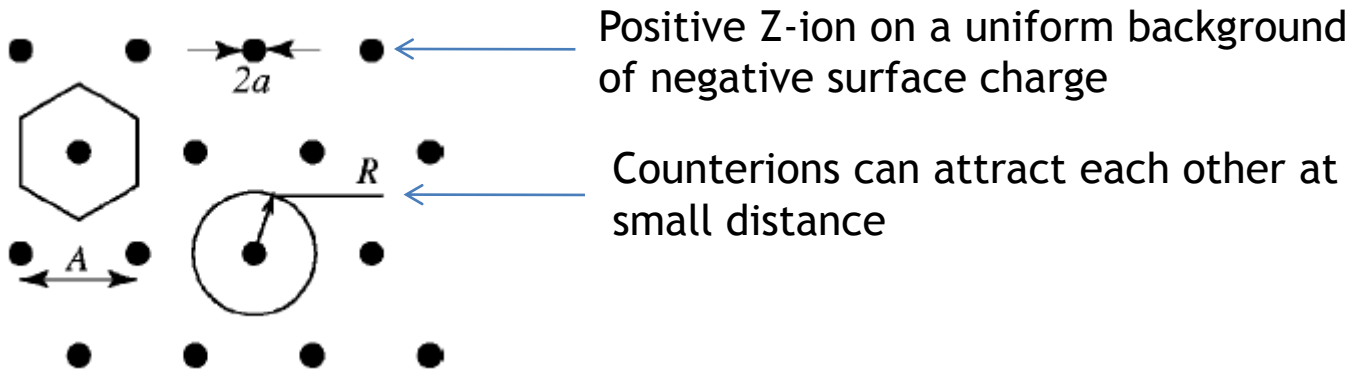 Positive Z-ion on a uniform background
of negative surface charge
2a
R
Counterions can attract each other at
small distance
A